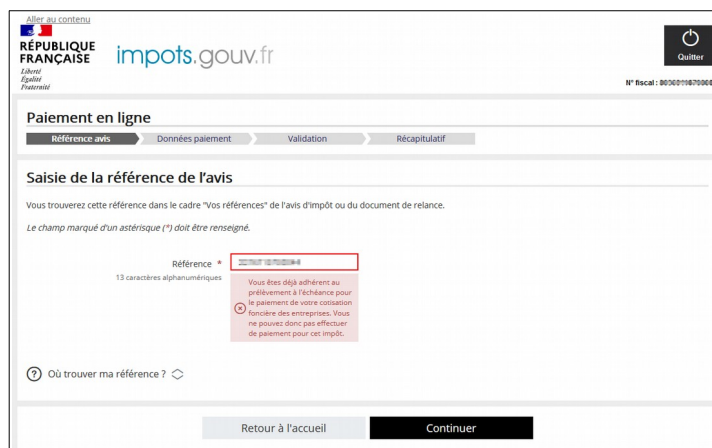 Aller au contenu
RÉPUBLIQUE
FRANÇAISE
Liberté
Égalité
Fraternité
impots.gouv.fr
Quitter
N° fiscal :
Paiement en ligne
Référence avis
Données paiement
Validation
Récapitulatif
Saisie de la référence de l'avis
Vous trouverez cette référence dans le cadre "Vos références" de l'avis d'impôt ou du document de relance.
Le champ marqué d'un astérisque (*) doit être renseigné.
Référence *
13 caractères alphanumériques
Vous êtes déjà adhérent au
prélèvement à l'échéance pour
le paiement de votre cotisation
foncière des entreprises. Vous
ne pouvez donc pas effectuer
de paiement pour cet impôt.
Où trouver ma référence ?
Retour à l'accueil
Continuer